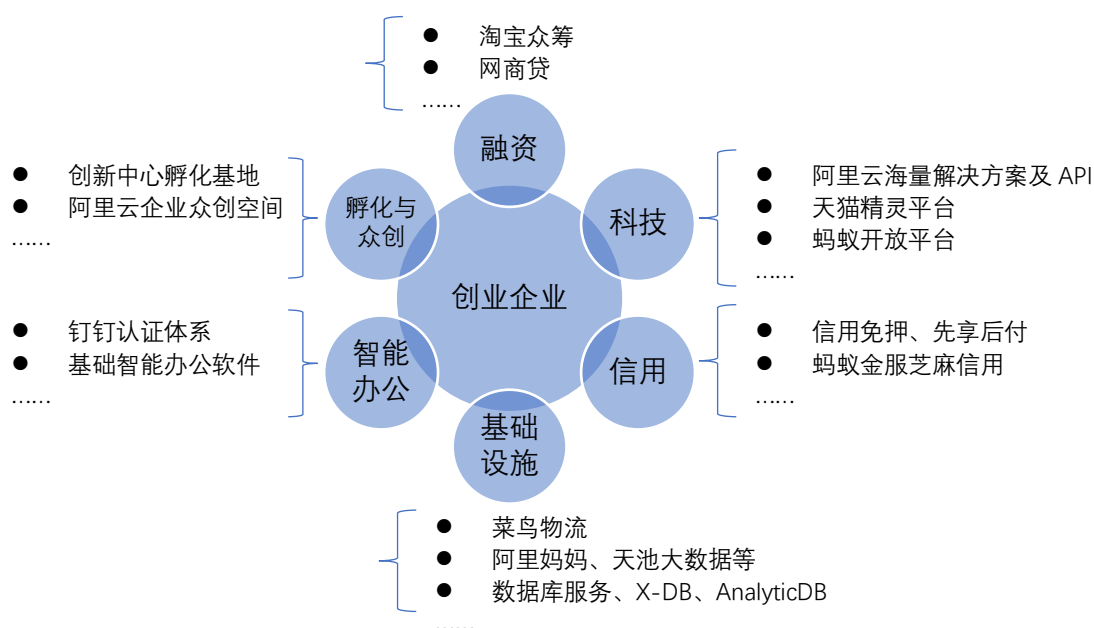 ● 淘宝众筹
● 网商贷
……
融资
● 创新中心孵化基地
● 阿里云企业众创空间
……
孵化与
众创
科技
● 阿里云海量解决方案及 API
● 天猫精灵平台
● 蚂蚁开放平台
……
创业企业
● 钉钉认证体系
● 基础智能办公软件
……
智能
办公
信用
● 信用免押、先享后付
● 蚂蚁金服芝麻信用
……
基础
设施
● 菜鸟物流
● 阿里妈妈、天池大数据等
● 数据库服务、X-DB、AnalyticDB
……